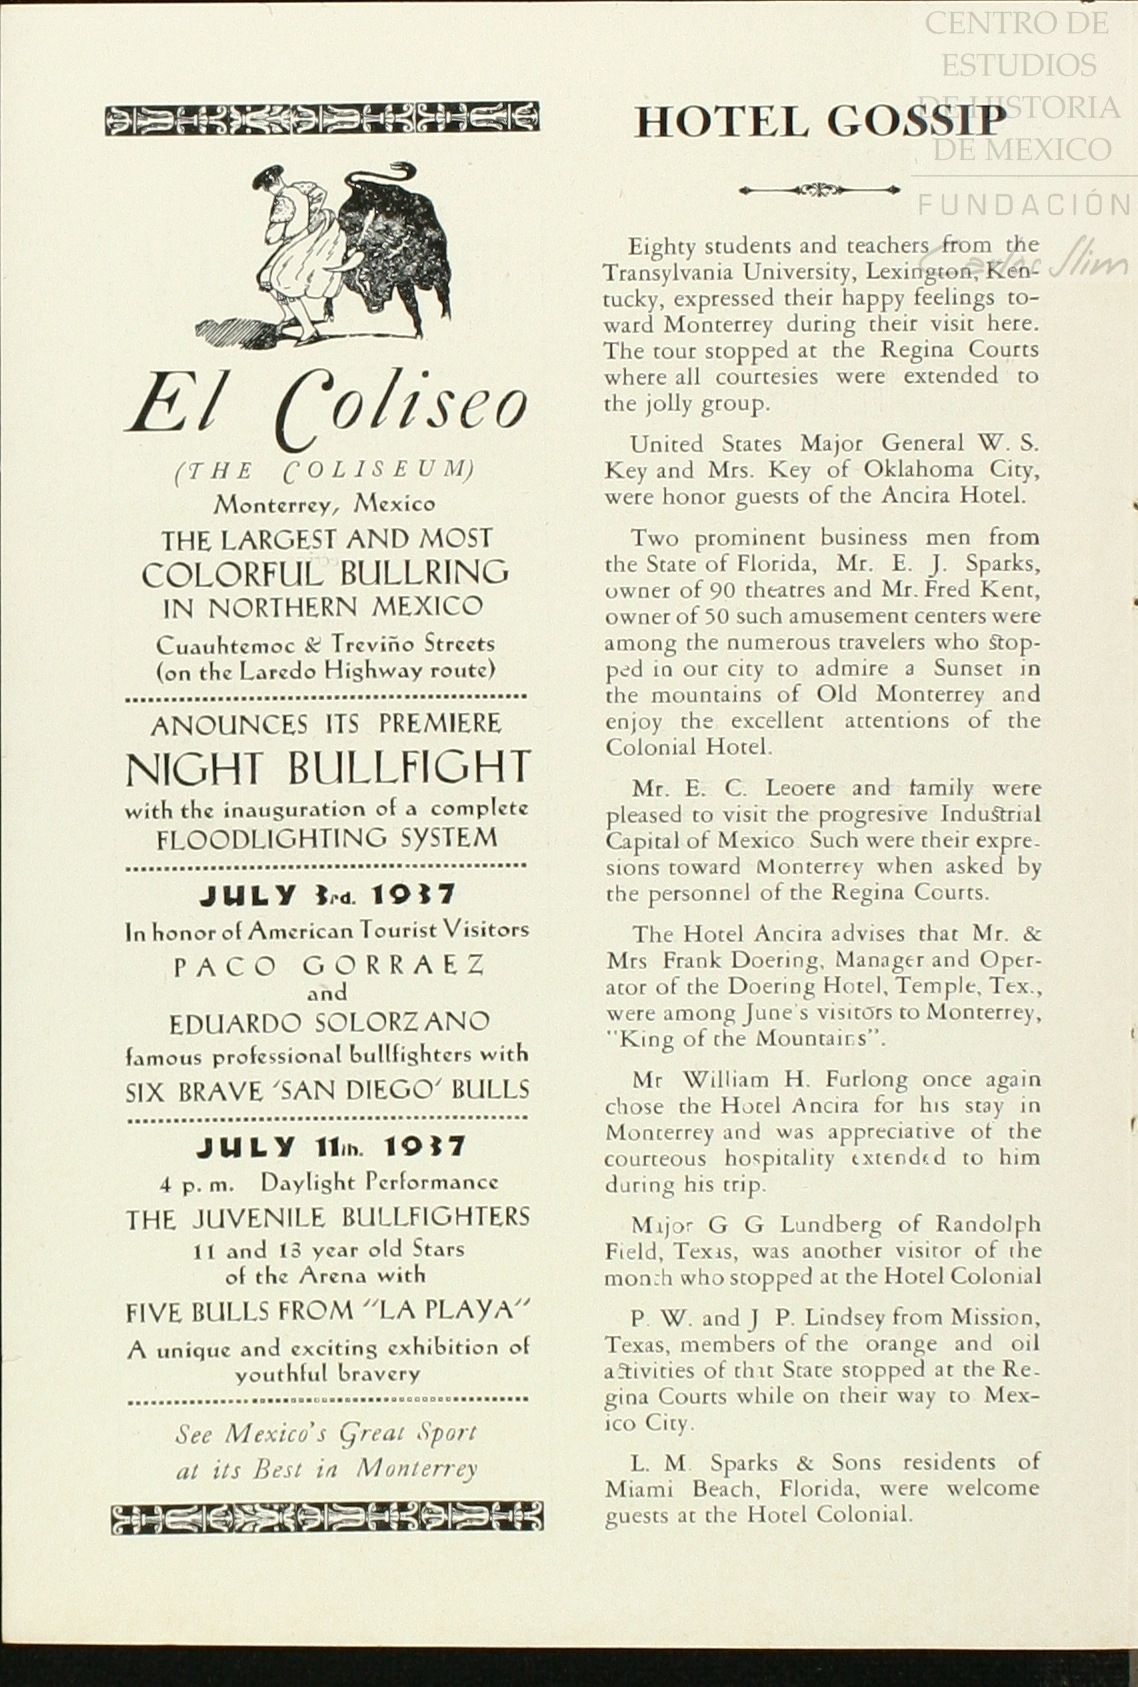 CENTRO DE
ESTUDIOS
DE HISTORIA
DE MEXICO
FUNDACIÓN
Carlos Slim
El Coliseo
(THE COLISEUM)
Monterrey, Mexico
THE LARGEST AND MOST
COLORFUL BULLRING
IN NORTHERN MEXICO
Cuauhtemoc & Treviño Streets
(on the Laredo Highway route)
ANOUNCES ITS PREMIERE
NIGHT BULLFIGHT
with the inauguration of a complete
FLOODLIGHTING SYSTEM
JULY 3rd. 1937
In honor of American Tourist Visitors
PACO GORRAEZ
and
EDUARDO SOLORZANO
famous professional bullfighters with
SIX BRAVE 'SAN DIEGO' BULLS
JULY 11th. 1937
4 p. m. Daylight Performance
THE JUVENILE BULLFIGHTERS
11 and 13 year old Stars
of the Arena with
FIVE BULLS FROM "LA PLAYA"
A unique and exciting exhibition of
youthful bravery
See Mexico's Great Sport
at its Best in Monterrey
HOTEL GOSSIP
Eighty students and teachers from the
Transylvania University, Lexington, Ken-
tucky, expressed their happy feelings to-
ward Monterrey during their visit here.
The tour stopped at the Regina Courts
where all courtesies were extended to
the jolly group.
United States Major General W. S.
Key and Mrs. Key of Oklahoma City,
were honor guests of the Ancira Hotel.
Two prominent business men from
the State of Florida, Mr. E. J. Sparks,
owner of 90 theatres and Mr. Fred Kent,
owner of 50 such amusement centers were
among the numerous travelers who stop-
ped in our city to admire a Sunset in
the mountains of Old Monterrey and
enjoy the excellent attentions of the
Colonial Hotel.
Mr. E. C. Leoere and family were
pleased to visit the progresive Industrial
Capital of Mexico Such were their expre-
sions toward Monterrey when asked by
the personnel of the Regina Courts.
The Hotel Ancira advises that Mr. &
Mrs Frank Doering, Manager and Oper-
ator of the Doering Hotel, Temple, Tex.,
were among June's visitors to Monterrey,
"King of the Mountains".
Mr William H. Furlong once again
chose the Hotel Ancira for his stay in
Monterrey and was appreciative of the
courteous hospitality extended to him
during his trip.
Major G G Lundberg of Randolph
Field, Texas, was another visitor of the
month who stopped at the Hotel Colonial
P. W. and J P. Lindsey from Mission,
Texas, members of the orange and oil
activities of that State stopped at the Re-
gina Courts while on their way to Mex-
ico City.
L. M Sparks & Sons residents of
Miami Beach, Florida, were welcome
guests at the Hotel Colonial.